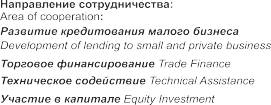 Направление сотрудничества:
Area of cooperation:
Развитие кредитования малого бизнеса
Development of lending to small and private business
Торговое финансирование Trade Finance
Техническое содействие Technical Assistance
Участие в капитале Equity Investment